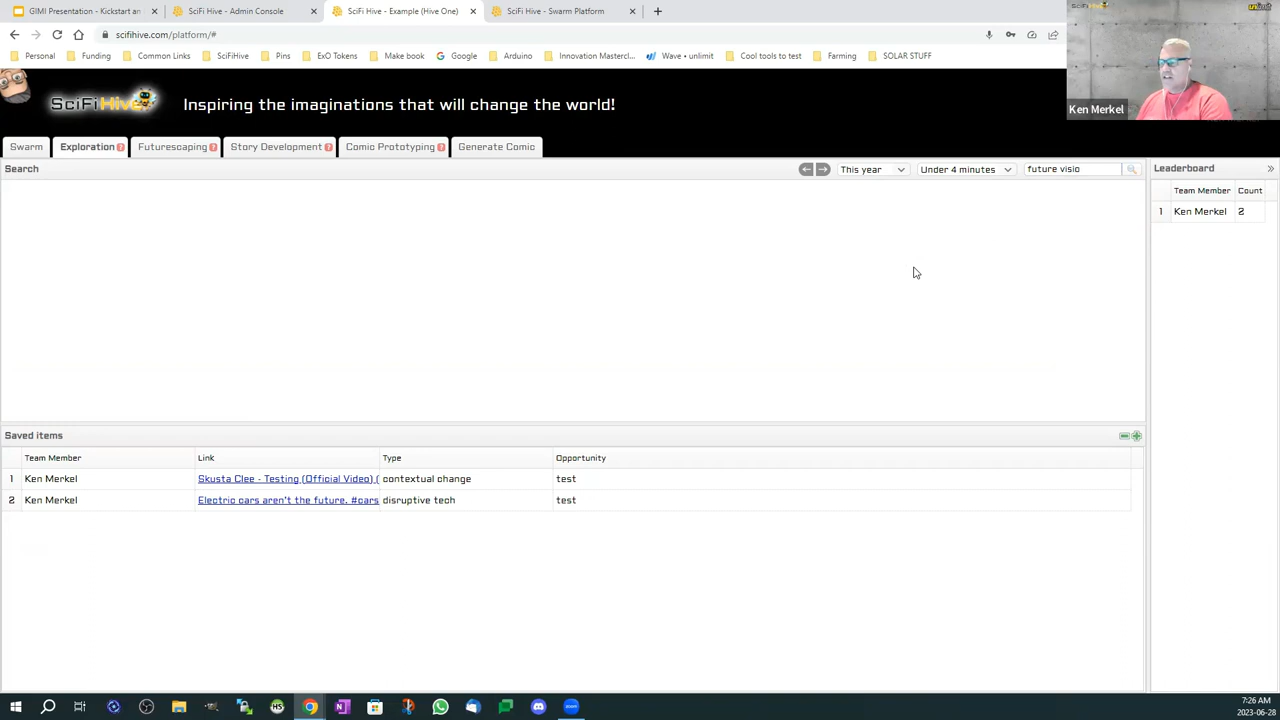 GIMI Presentation - Kickstart an
SciFi Hive - Admin Console
SciFi Hive - Example (Hive One)
SciFi Hive - Swarm Platform
scifihive.com/platform/#
Personal
Funding
Common Links
SciFiHive
Pins
ExO Tokens
Make book
Google
Arduino
Innovation Mastercl...
Wave • unlimit
Cool tools to test
Farming
SOLAR STUFF
SciFiHive
unlimit
Ken Merkel
SciFiHive
Inspiring the imaginations that will change the world!
Swarm
Exploration ?
Futurescaping ?
Story Development ?
Comic Prototyping ?
Generate Comic
Search
This year
Under 4 minutes
future visio
Leaderboard
Team Member Count
1 Ken Merkel 2
Saved items
Team Member Link Type Opportunity
1 Ken Merkel Skusta Clee - Testing (Official Video) ( contextual change test
2 Ken Merkel Electric cars aren't the future. #cars disruptive tech test
7:26 AM
2023-06-28